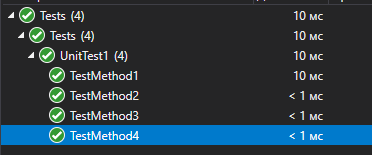 Tests (4) 10 мс
Tests (4) 10 мс
UnitTest1 (4) 10 мс
TestMethod1 10 мс
TestMethod2 < 1 мс
TestMethod3 < 1 мс
TestMethod4 < 1 мс